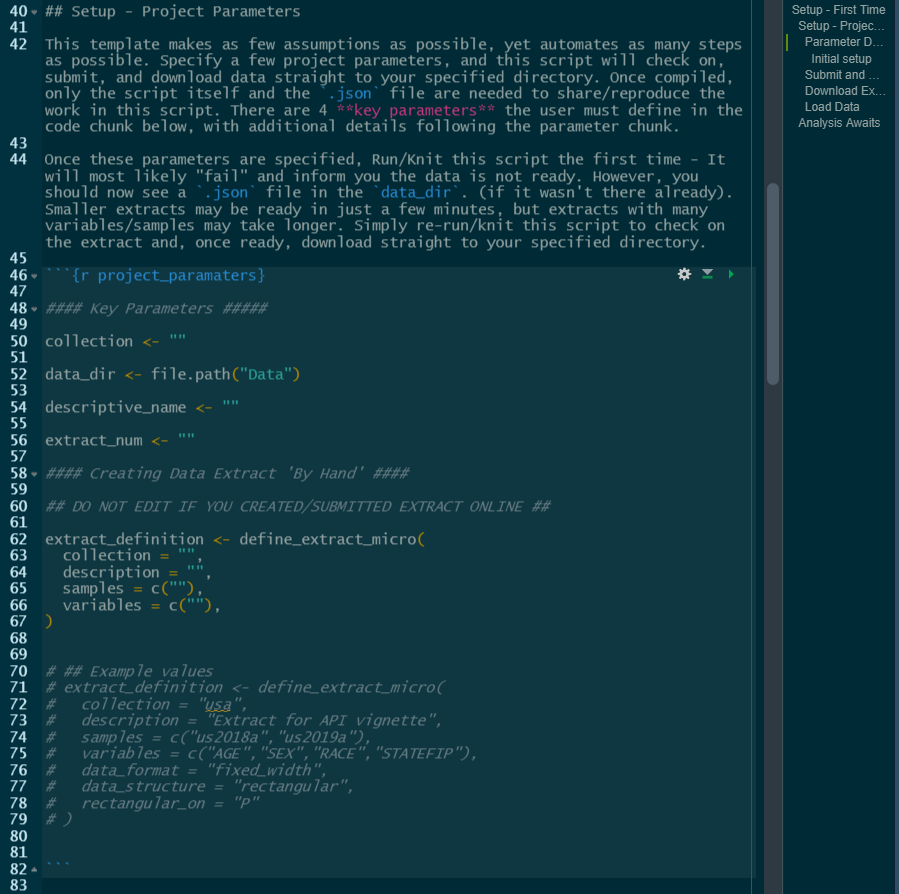 40 ## Setup - Project Parameters
41
42 This template makes as few assumptions as possible, yet automates as many steps
as possible. Specify a few project parameters, and this script will check on,
submit, and download data straight to your specified directory. Once compiled,
only the script itself and the `.json` file are needed to share/reproduce the
work in this script. There are 4 **key parameters** the user must define in the
code chunk below, with additional details following the parameter chunk.
43
44 Once these parameters are specified, Run/Knit this script the first time - It
will most likely "fail" and inform you the data is not ready. However, you
should now see a `.json` file in the `data_dir`. (if it wasn't there already).
Smaller extracts may be ready in just a few minutes, but extracts with many
variables/samples may take longer. Simply re-run/knit this script to check on
the extract and, once ready, download straight to your specified directory.
45
46 ```{r project_paramaters}
47
48 #### Key Parameters #####
49
50 collection <- ""
51
52 data_dir <- file.path("Data")
53
54 descriptive_name <- ""
55
56 extract_num <- ""
57
58 #### Creating Data Extract 'By Hand' ####
59
60 ## DO NOT EDIT IF YOU CREATED/SUBMITTED EXTRACT ONLINE ##
61
62 extract_definition <- define_extract_micro(
63   collection = "",
64   description = "",
65   samples = c(""),
66   variables = c(""),
67 )
68
69
70 # ## Example values
71 # extract_definition <- define_extract_micro(
72 #   collection = "usa",
73 #   description = "Extract for API vignette",
74 #   samples = c("us2018a","us2019a"),
75 #   variables = c("AGE","SEX","RACE","STATEFIP"),
76 #   data_format = "fixed_width",
77 #   data_structure = "rectangular",
78 #   rectangular_on = "P"
79 # )
80
81
82 ```
83
Setup - First Time
Setup - Projec...
Parameter D...
Initial setup
Submit and ...
Download Ex...
Load Data
Analysis Awaits